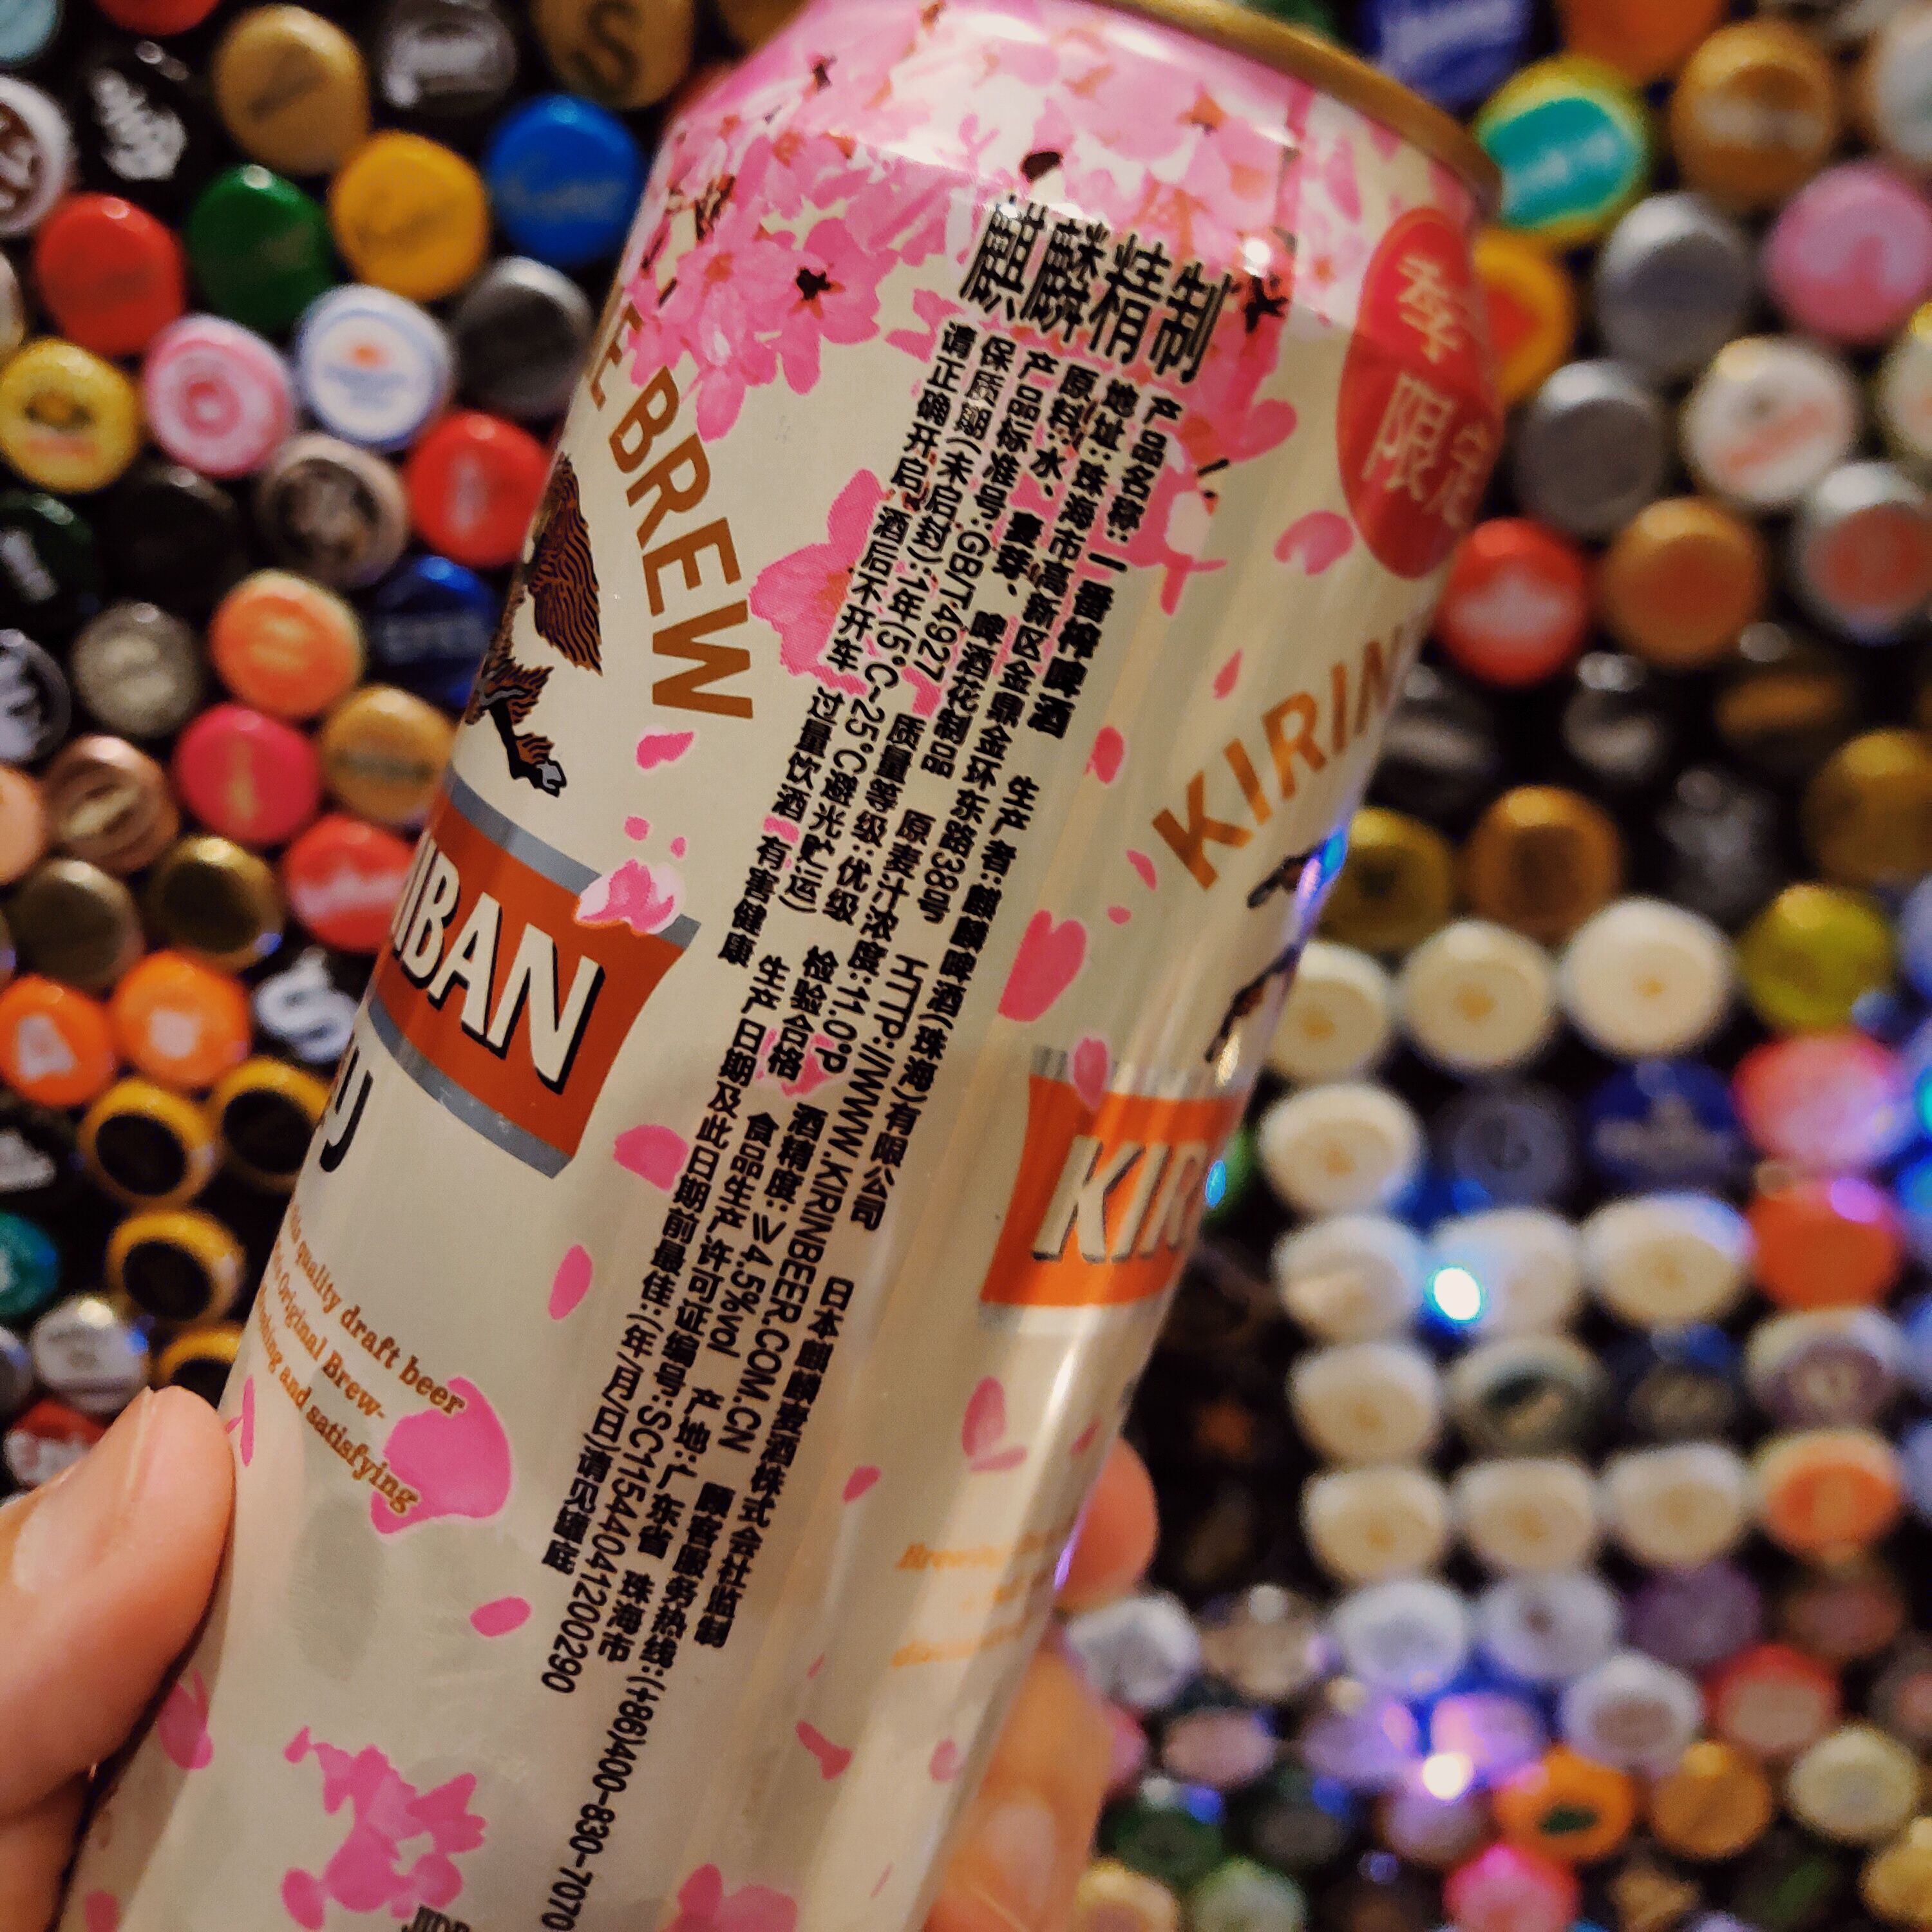 麒麟精制
产品名称:一番榨啤酒 生产者:麒麟啤酒(珠海)有限公司 日本麒麟麦酒株式会社监制
地址:珠海市高新区金鼎金环东路38号 HTTP://WWW.KIRINBEER.COM.CN 顾客服务热线:(+86)400-830-7070
原料:水、麦芽、啤酒花制品 原麦汁浓度:11.0°P 酒精度:≥4.5%vol 产地:广东省 珠海市
产品标准号:GB/T 4927 质量等级:优级 检验合格 食品生产许可证编号:SC11544041200290
保质期(未启封):1年(5°C~25°C避光贮运) 生产日期及此日期前最佳:(年/月/日)请见罐底
请正确开启 酒后不开车 过量饮酒 有害健康
季
限定
BREW
IBAN
quality draft beer
Original Brew-
and satisfying
KIRIN
KIR